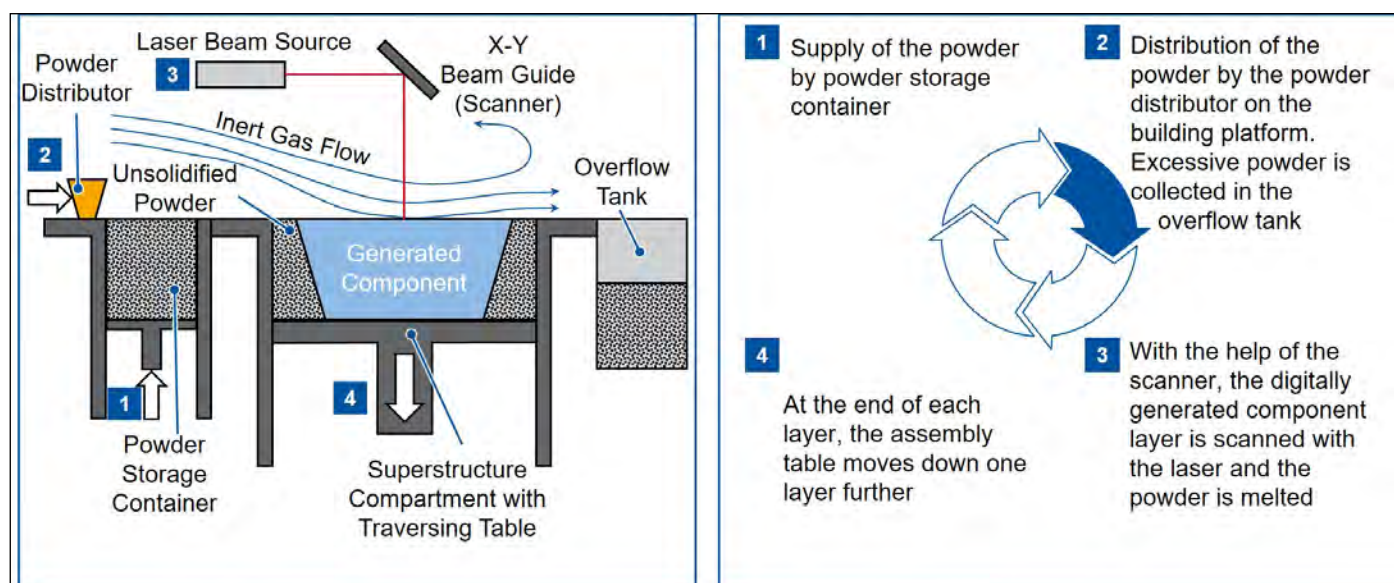 Laser Beam Source
3
X-Y
Beam Guide
(Scanner)
Powder
Distributor
Inert Gas Flow
2
Unsolidified
Powder
Overflow
Tank
Generated
Component
1
4
Powder
Storage
Container
Superstructure
Compartment with
Traversing Table
1
Supply of the powder
by powder storage
container
2
Distribution of the
powder by the powder
distributor on the
building platform.
Excessive powder is
collected in the
overflow tank
3
With the help of the
scanner, the digitally
generated component
layer is scanned with
the laser and the
powder is melted
4
At the end of each
layer, the assembly
table moves down one
layer further